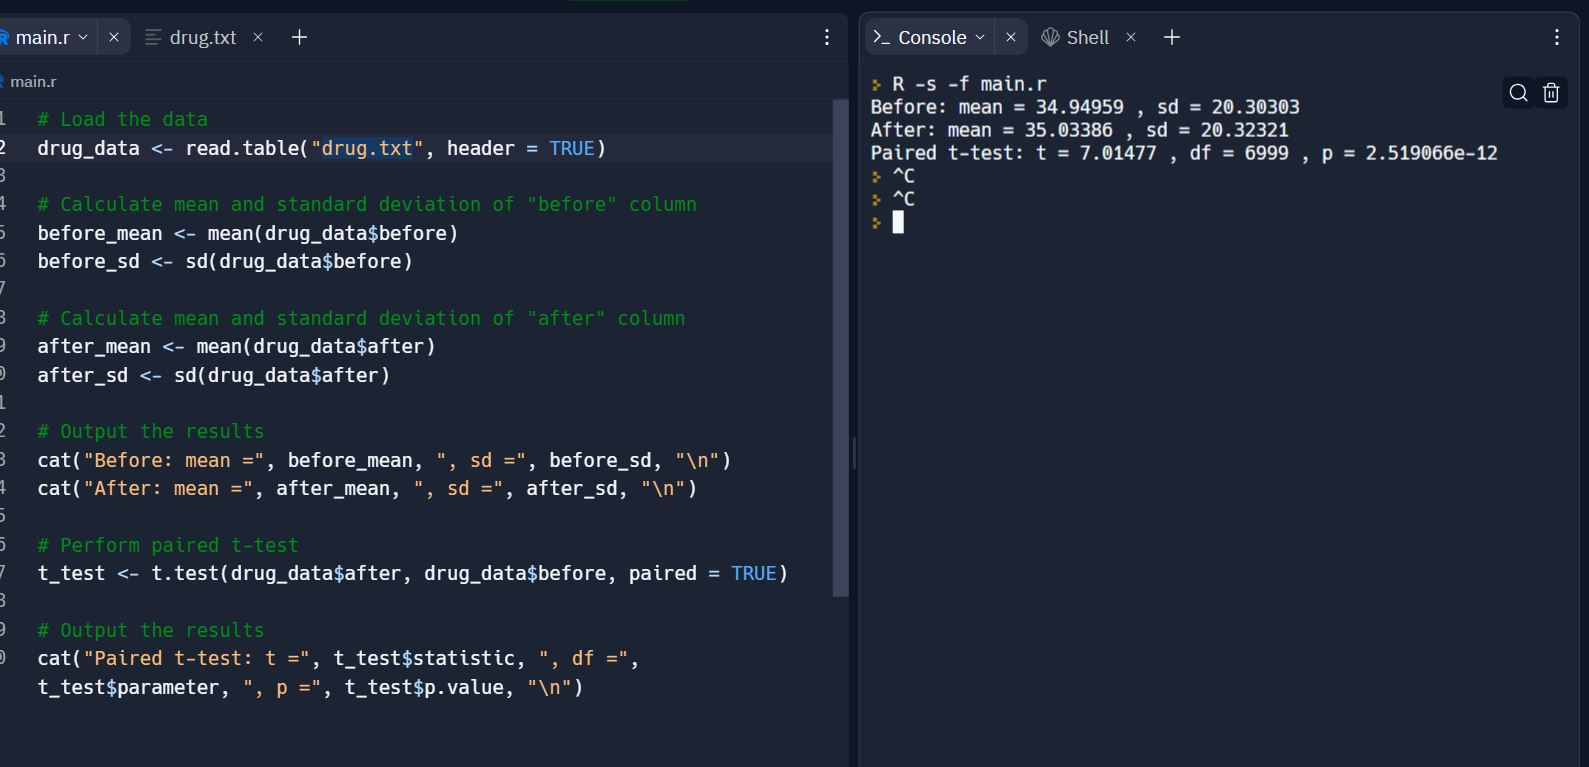 main.r
drug.txt
main.r
1 # Load the data
2 drug_data <- read.table("drug.txt", header = TRUE)
3
4 # Calculate mean and standard deviation of "before" column
5 before_mean <- mean(drug_data$before)
6 before_sd <- sd(drug_data$before)
7
8 # Calculate mean and standard deviation of "after" column
9 after_mean <- mean(drug_data$after)
0 after_sd <- sd(drug_data$after)
1
2 # Output the results
3 cat("Before: mean =", before_mean, ", sd =", before_sd, "\n")
4 cat("After: mean =", after_mean, ", sd =", after_sd, "\n")
5
6 # Perform paired t-test
7 t_test <- t.test(drug_data$after, drug_data$before, paired = TRUE)
8
9 # Output the results
0 cat("Paired t-test: t =", t_test$statistic, ", df =",
t_test$parameter, ", p =", t_test$p.value, "\n")
>_ Console
Shell
R -s -f main.r
Before: mean = 34.94959 , sd = 20.30303
After: mean = 35.03386 , sd = 20.32321
Paired t-test: t = 7.01477 , df = 6999 , p = 2.519066e-12
^C
^C